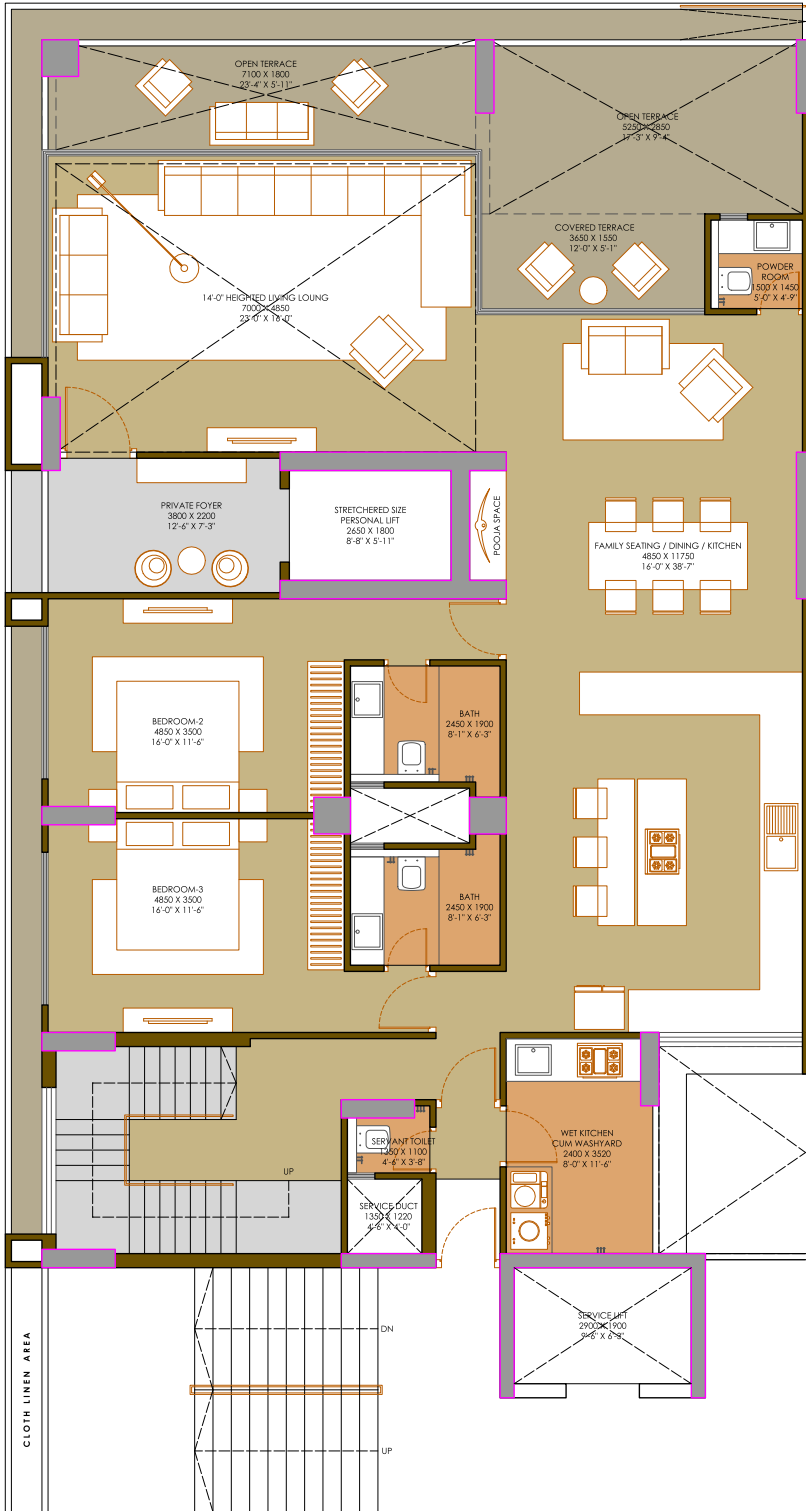 OPEN TERRACE
7100 X 1800
23'-4" X 5'-11"
OPEN TERRACE
5250 X 2850
17'-3" X 9'-4"
COVERED TERRACE
3650 X 1550
12'-0" X 5'-1"
POWDER
ROOM
1500 X 1450
5'-0" X 4'-9"
14'-0" HEIGHTED LIVING LOUNG
7000 X 4850
23'-0" X 16'-0"
PRIVATE FOYER
3800 X 2200
12'-6" X 7'-3"
STRETCHERED SIZE
PERSONAL LIFT
2650 X 1800
8'-8" X 5'-11"
POOJA SPACE
FAMILY SEATING / DINING / KITCHEN
4850 X 11750
16'-0" X 38'-7"
BEDROOM-2
4850 X 3500
16'-0" X 11'-6"
BATH
2450 X 1900
8'-1" X 6'-3"
BEDROOM-3
4850 X 3500
16'-0" X 11'-6"
BATH
2450 X 1900
8'-1" X 6'-3"
WET KITCHEN
CUM WASHYARD
2400 X 3520
8'-0" X 11'-6"
SERVANT TOILET
1350 X 1100
4'-6" X 3'-8"
UP
SERVICE DUCT
1350 X 1220
4'-6" X 4'-0"
SERVICE LIFT
2900 X 1900
9'-6" X 6'-3"
DN
UP
CLOTH LINEN AREA